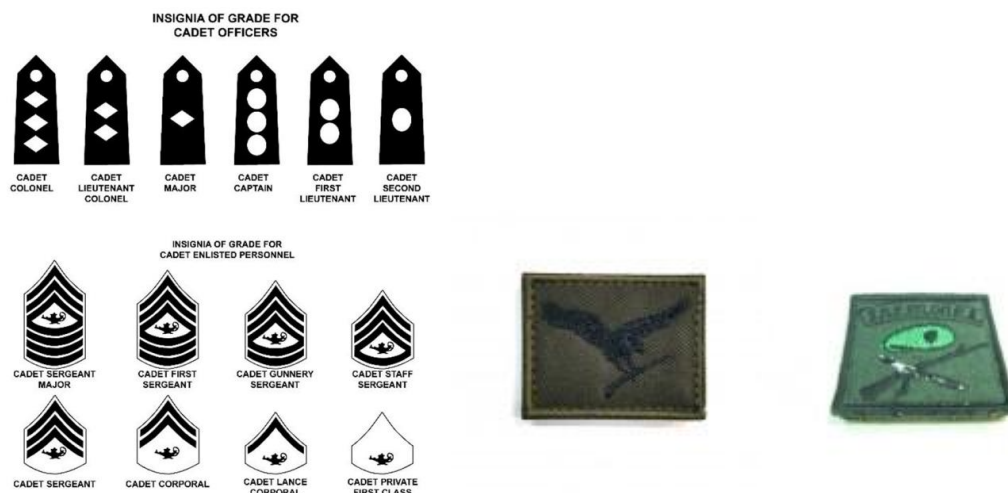 INSIGNIA OF GRADE FOR
CADET OFFICERS
CADET
COLONEL
CADET
LIEUTENANT
COLONEL
CADET
MAJOR
CADET
CAPTAIN
CADET
FIRST
LIEUTENANT
CADET
SECOND
LIEUTENANT
INSIGNIA OF GRADE FOR
CADET ENLISTED PERSONNEL
CADET SERGEANT
MAJOR
CADET FIRST
SERGEANT
CADET GUNNERY
SERGEANT
CADET STAFF
SERGEANT
CADET SERGEANT
CADET CORPORAL
CADET LANCE
CORPORAL
CADET PRIVATE
FIRST CLASS